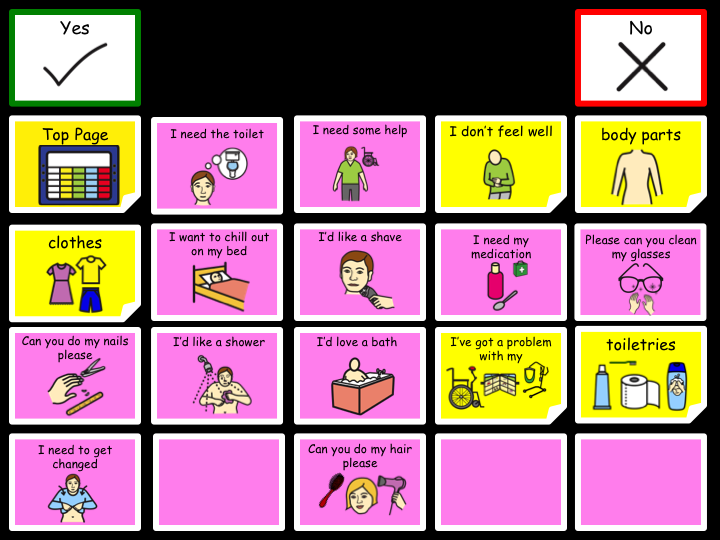 Yes
No
Top Page
I need the toilet
I need some help
I don't feel well
body parts
clothes
I want to chill out
on my bed
I'd like a shave
I need my
medication
Please can you clean
my glasses
Can you do my nails
please
I'd like a shower
I'd love a bath
I've got a problem
with my
toiletries
I need to get
changed
Can you do my hair
please